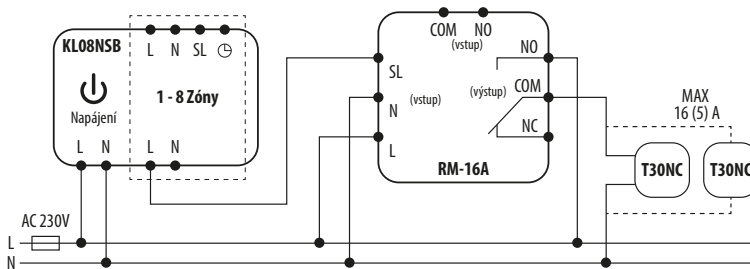 KL08NSB
L N SL
1 - 8 Zóny
Napájení
L N L N
COM NO
(vstup)
NO
SL
(výstup)
COM
N
(vstup)
NC
L
RM-16A
MAX
16 (5) A
T30NC T30NC
AC 230V
L
N